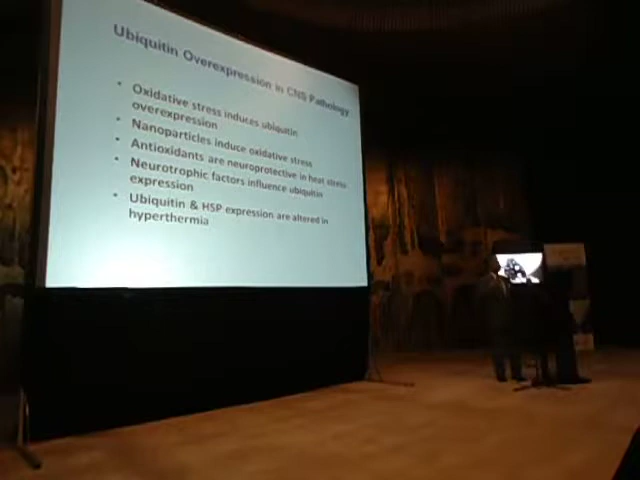 Ubiquitin Overexpression in CNS Pathology
• Oxidative stress induces ubiquitin
overexpression
• Nanoparticles induce oxidative stress
• Antioxidants are neuroprotective in heat stress
• Neurotrophic factors influence ubiquitin
expression
• Ubiquitin & HSP expression are altered in
hyperthermia